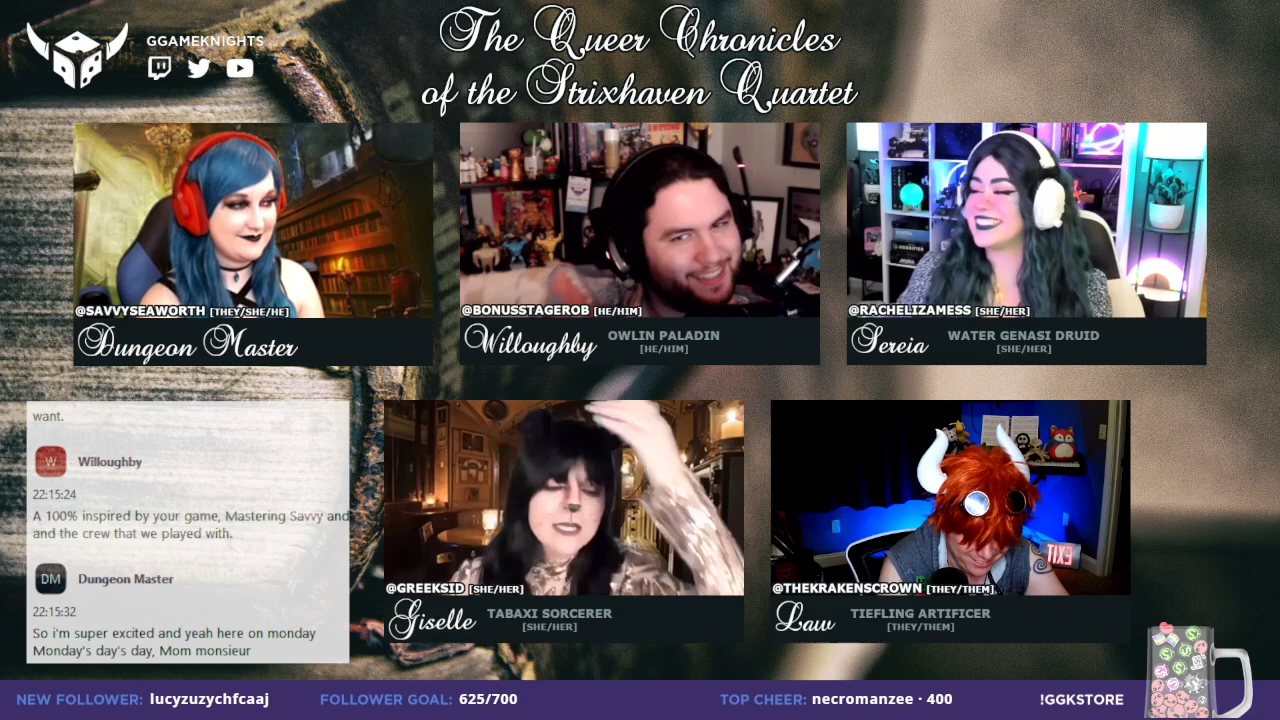 GGAMEKNIGHTS
The Queer Chronicles
of the Strixhaven Quartet
@SAVVYSEAWORTH [THEY/SHE/HE]
Dungeon Master
@BONUSSTAGEROB [HE/HIM]
Willoughby
OWLIN PALADIN
[HE/HIM]
@RACHELIZAMESS [SHE/HER]
Sereia
WATER GENASI DRUID
[SHE/HER]
want.
W
Willoughby
22:15:24
A 100% inspired by your game, Mastering Savvy and
and the crew that we played with.
DM
Dungeon Master
22:15:32
So i'm super excited and yeah here on monday
Monday's day's day, Mom monsieur
@GREEKSID [SHE/HER]
Giselle
TABAXI SORCERER
[SHE/HER]
EXIT
@THEKRAKENSCROWN [THEY/THEM]
Law
TIEFLING ARTIFICER
[THEY/THEM]
NEW FOLLOWER: lucyzuzychfcaaj
FOLLOWER GOAL: 625/700
TOP CHEER: necromanzee · 400
!GGKSTORE